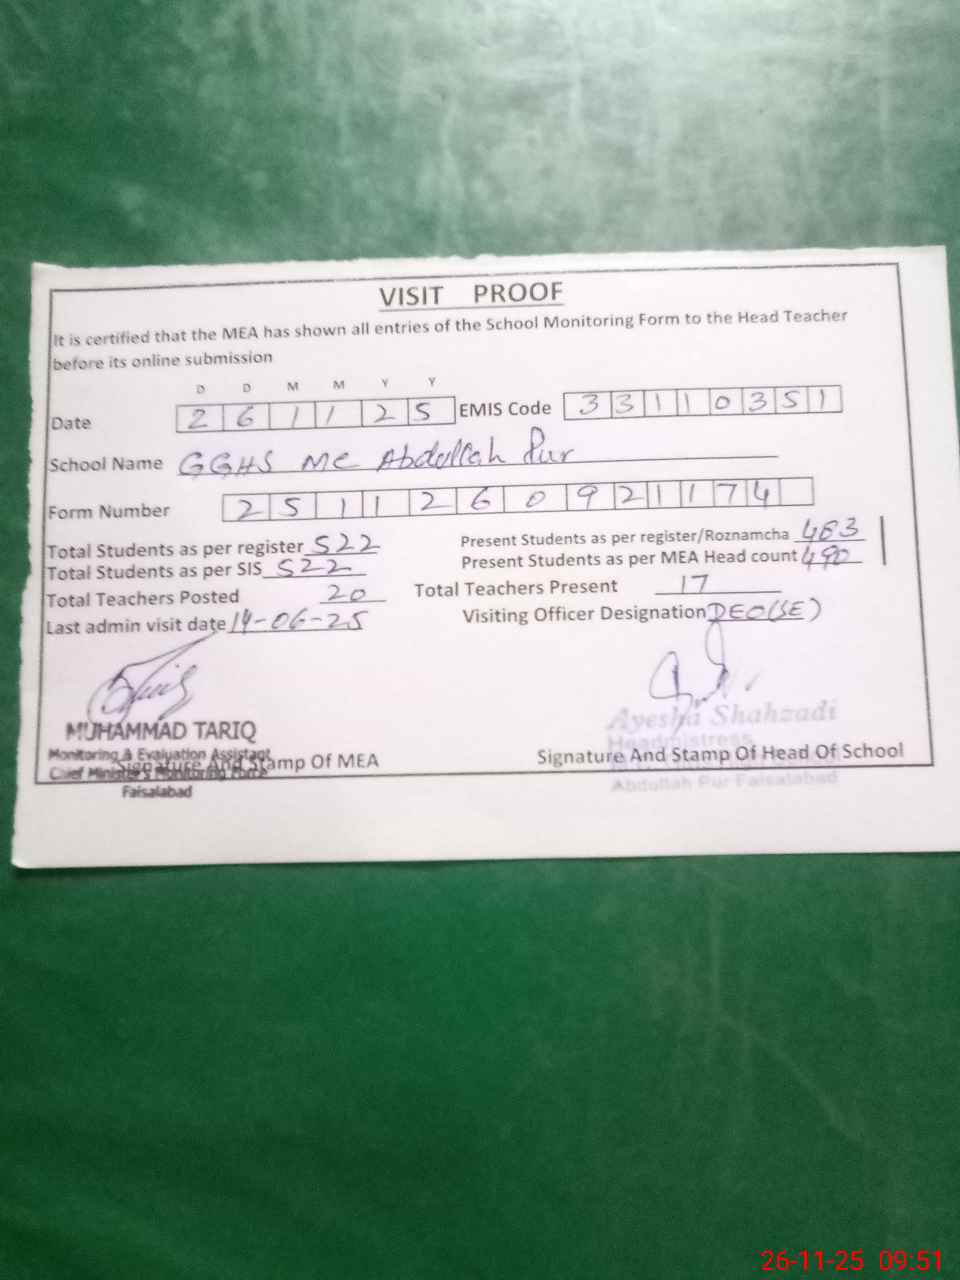 VISIT PROOF
It is certified that the MEA has shown all entries of the School Monitoring Form to the Head Teacher
before its online submission
D D M M Y Y
Date 2 6 1 1 2 5 EMIS Code 3 3 1 1 0 3 5 1
School Name GGHS MC Abdullah Pur
Form Number 2 5 1 1 2 6 0 9 2 1 1 7 4
Total Students as per register 522 Present Students as per register/Roznamcha 463
Total Students as per SIS 522 Present Students as per MEA Head count 490
Total Teachers Posted 20 Total Teachers Present 17
Last admin visit date 14-06-25 Visiting Officer Designation DEO(SE)
MUHAMMAD TARIQ
Monitoring & Evaluation Assistant
Chief Minister's Monitoring Force
Faisalabad
Signature And Stamp Of MEA
Ayesha Shahzadi
Headmistress
Signature And Stamp Of Head Of School
Abdullah Pur Faisalabad
26-11-25 09:51